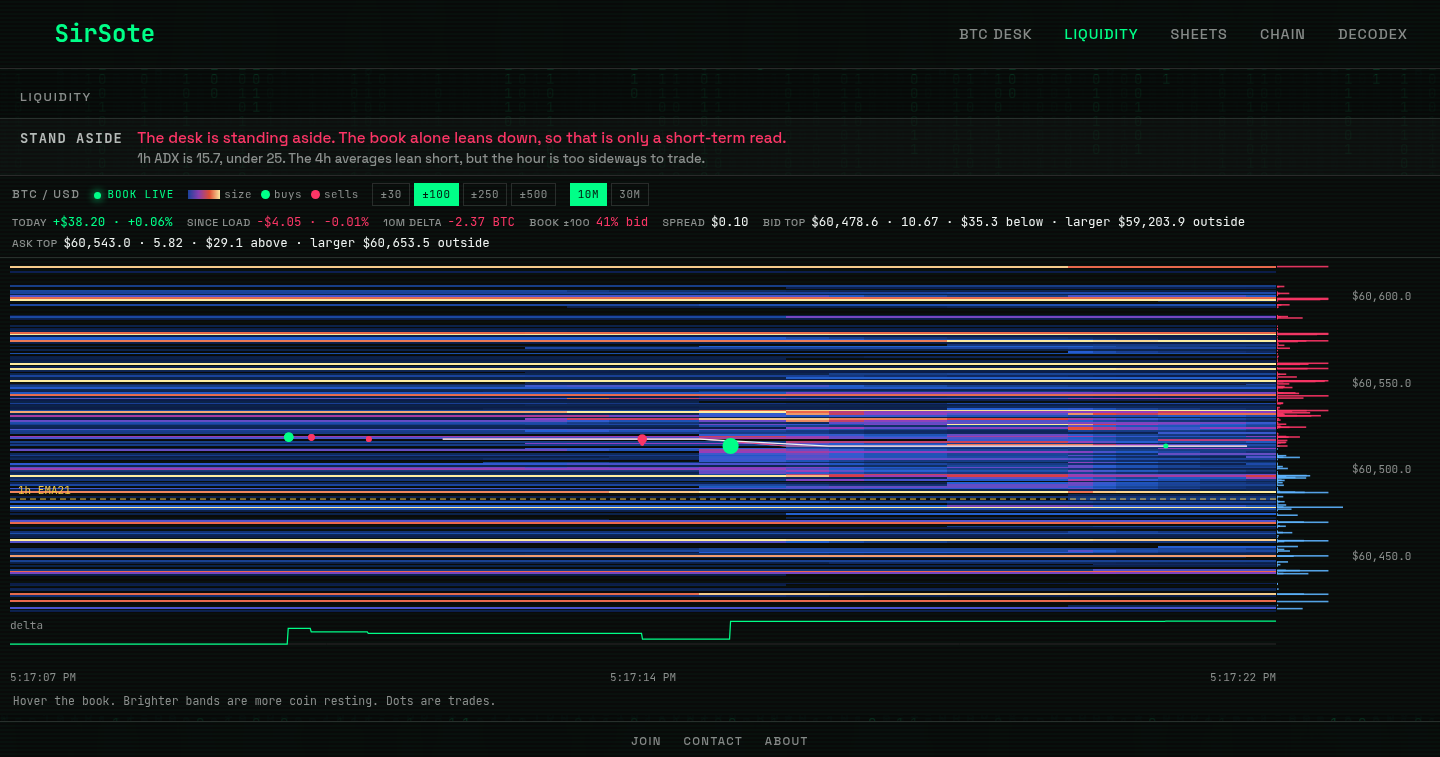 SirSote
BTC DESK LIQUIDITY SHEETS CHAIN DECODEX
LIQUIDITY
STAND ASIDE The desk is standing aside. The book alone leans down, so that is only a short-term read.
1h ADX is 15.7, under 25. The 4h averages lean short, but the hour is too sideways to trade.
BTC / USD BOOK LIVE size buys sells ±30 ±100 ±250 ±500 10M 30M
TODAY +$38.20 · +0.06% SINCE LOAD -$4.05 · -0.01% 10M DELTA -2.37 BTC BOOK ±100 41% bid SPREAD $0.10 BID TOP $60,478.6 · 10.67 · $35.3 below · larger $59,203.9 outside
ASK TOP $60,543.0 · 5.82 · $29.1 above · larger $60,653.5 outside
$60,600.0
$60,550.0
$60,500.0
1h EMA21
$60,450.0
delta
5:17:07 PM 5:17:14 PM 5:17:22 PM
Hover the book. Brighter bands are more coin resting. Dots are trades.
JOIN CONTACT ABOUT